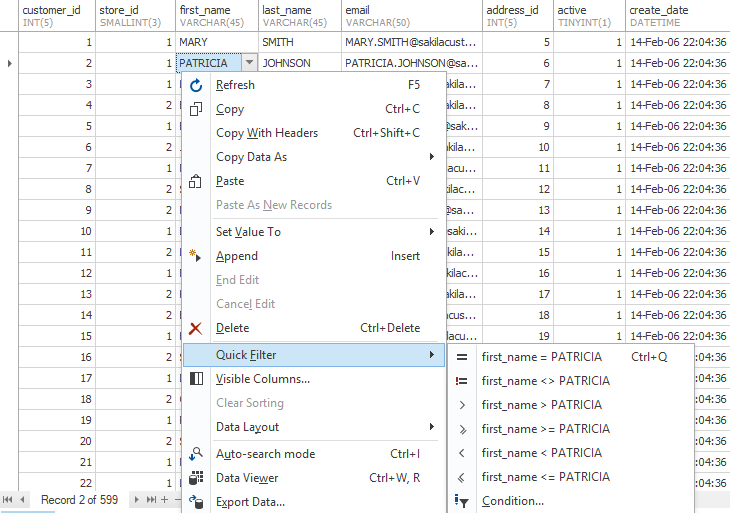 customer_id store_id first_name last_name email address_id active create_date
INT(5) SMALLINT(3) VARCHAR(45) VARCHAR(45) VARCHAR(50) INT(5) TINYINT(1) DATETIME
1 1 MARY SMITH MARY.SMITH@sakilacust... 5 1 14-Feb-06 22:04:36
2 1 PATRICIA JOHNSON PATRICIA.JOHNSON@sa... 6 1 14-Feb-06 22:04:36
3 1 7 1 14-Feb-06 22:04:36
4 2 8 1 14-Feb-06 22:04:36
5 1 9 1 14-Feb-06 22:04:36
6 2 10 1 14-Feb-06 22:04:36
7 1 11 1 14-Feb-06 22:04:36
8 2 12 1 14-Feb-06 22:04:36
9 2 13 1 14-Feb-06 22:04:36
10 1 14 1 14-Feb-06 22:04:36
11 2 15 1 14-Feb-06 22:04:36
12 1 16 1 14-Feb-06 22:04:36
13 2 17 1 14-Feb-06 22:04:36
14 2 18 1 14-Feb-06 22:04:36
15 1 19 1 14-Feb-06 22:04:36
16 2
17 1
18 2
19 1
20 2
21 1
22 1
Refresh F5
Copy Ctrl+C
Copy With Headers Ctrl+Shift+C
Copy Data As
Paste Ctrl+V
Paste As New Records
Set Value To
Append Insert
End Edit
Cancel Edit
Delete Ctrl+Delete
Quick Filter
Visible Columns...
Clear Sorting
Data Layout
Auto-search mode Ctrl+I
Data Viewer Ctrl+W, R
Export Data...
first_name = PATRICIA Ctrl+Q
first_name <> PATRICIA
first_name > PATRICIA
first_name >= PATRICIA
first_name < PATRICIA
first_name <= PATRICIA
Condition...
Record 2 of 599